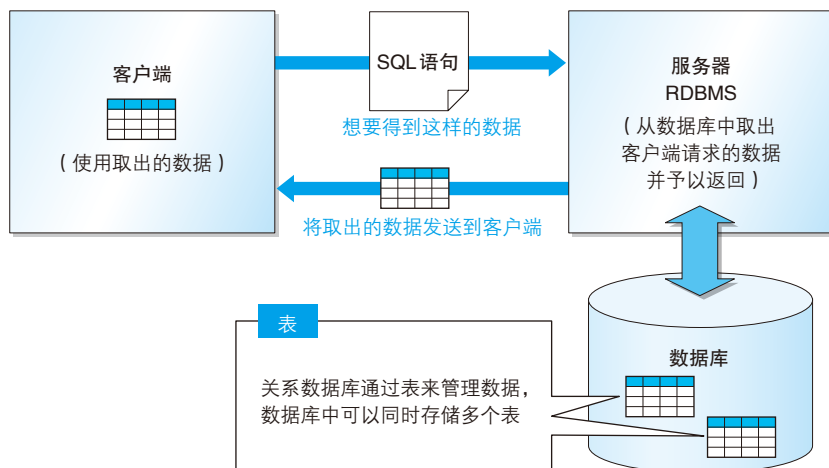 客户端
（使用取出的数据）
SQL语句
想要得到这样的数据
将取出的数据发送到客户端
服务器
RDBMS
（从数据库中取出
客户端请求的数据
并予以返回）
数据库
表
关系数据库通过表来管理数据，
数据库中可以同时存储多个表